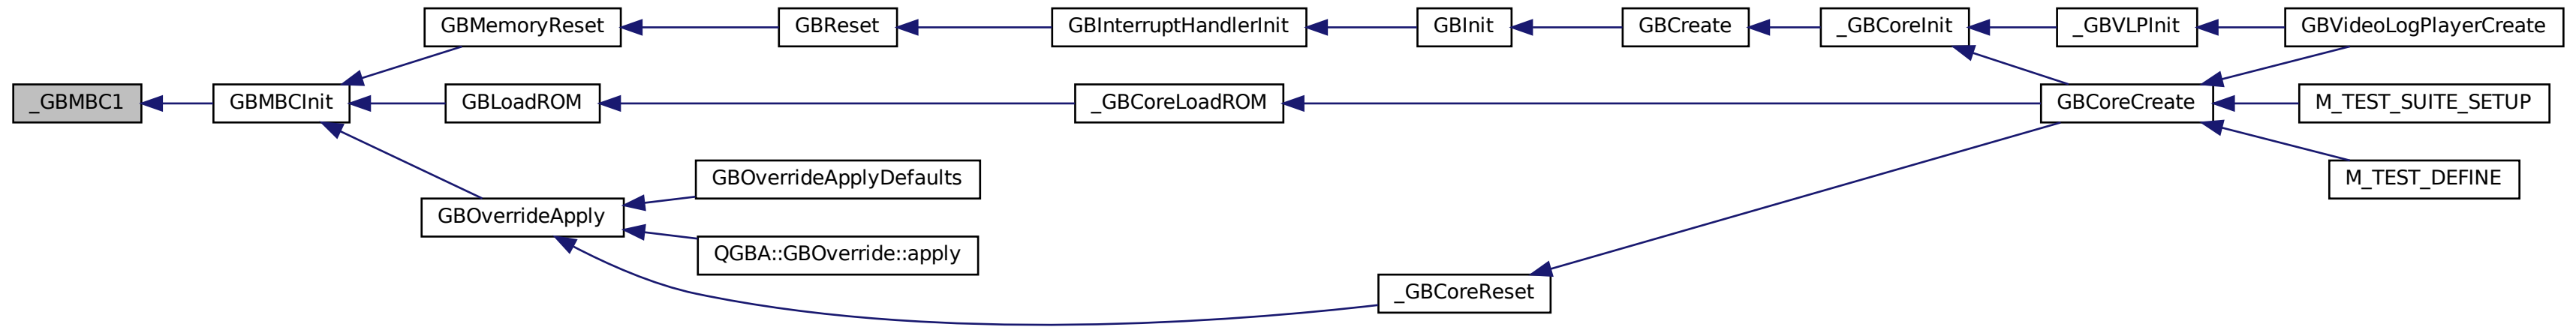 GBMemoryReset
GBReset
GBInterruptHandlerInit
GBInit
GBCreate
_GBCoreInit
_GBVLPInit
GBVideoLogPlayerCreate
_GBMBC1
GBMBCInit
GBLoadROM
_GBCoreLoadROM
GBCoreCreate
M_TEST_SUITE_SETUP
GBOverrideApplyDefaults
M_TEST_DEFINE
GBOverrideApply
QGBA::GBOverride::apply
_GBCoreReset